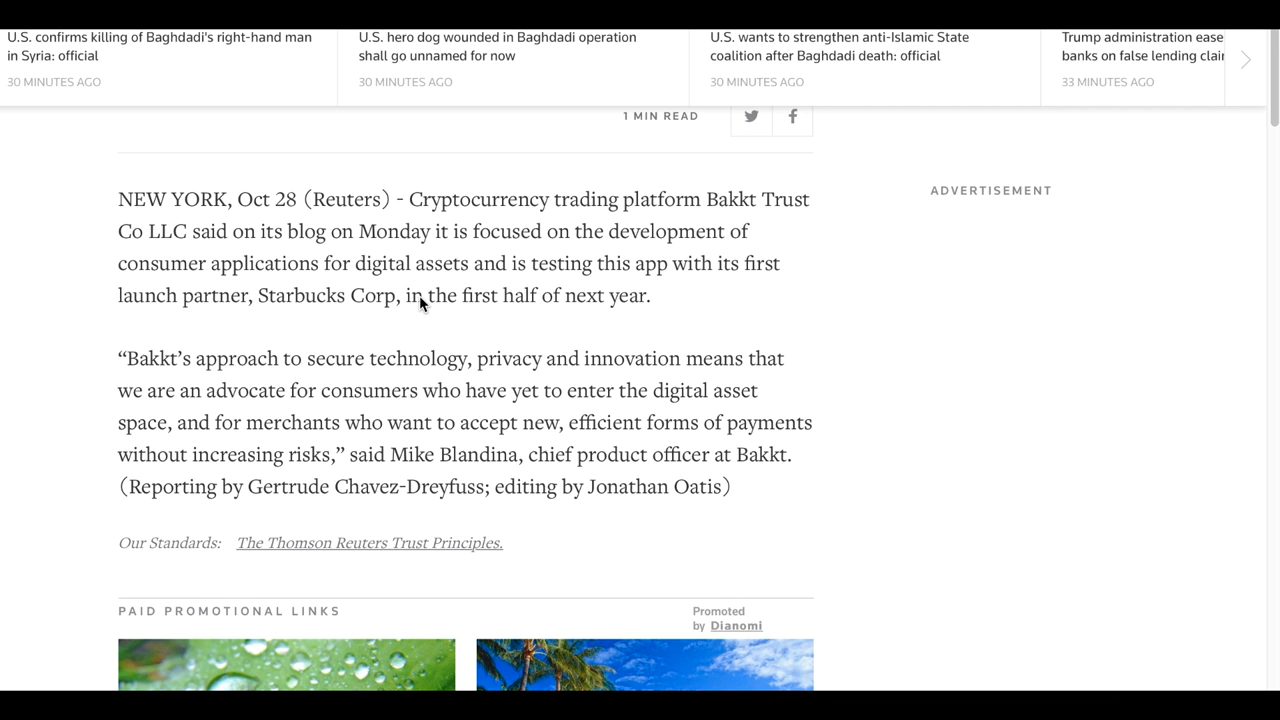 U.S. confirms killing of Baghdadi's right-hand man
in Syria: official
30 MINUTES AGO
U.S. hero dog wounded in Baghdadi operation
shall go unnamed for now
30 MINUTES AGO
U.S. wants to strengthen anti-Islamic State
coalition after Baghdadi death: official
30 MINUTES AGO
Trump administration ease
banks on false lending clai
33 MINUTES AGO
1 MIN READ
ADVERTISEMENT
NEW YORK, Oct 28 (Reuters) - Cryptocurrency trading platform Bakkt Trust
Co LLC said on its blog on Monday it is focused on the development of
consumer applications for digital assets and is testing this app with its first
launch partner, Starbucks Corp, in the first half of next year.
“Bakkt’s approach to secure technology, privacy and innovation means that
we are an advocate for consumers who have yet to enter the digital asset
space, and for merchants who want to accept new, efficient forms of payments
without increasing risks,” said Mike Blandina, chief product officer at Bakkt.
(Reporting by Gertrude Chavez-Dreyfuss; editing by Jonathan Oatis)
Our Standards: The Thomson Reuters Trust Principles.
PAID PROMOTIONAL LINKS
Promoted
by Dianomi